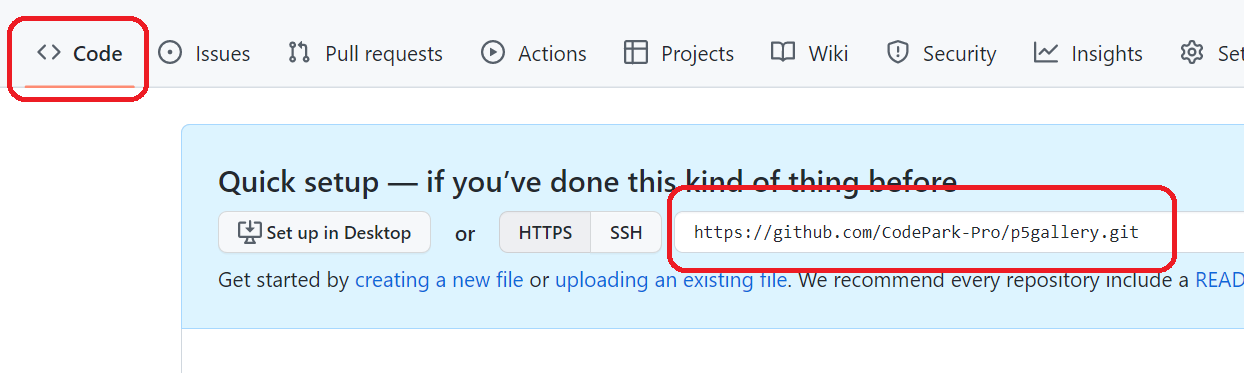 Code Issues Pull requests Actions Projects Wiki Security Insights Set
Quick setup — if you’ve done this kind of thing before
Set up in Desktop or HTTPS SSH https://github.com/CodePark-Pro/p5gallery.git
Get started by creating a new file or uploading an existing file. We recommend every repository include a READ